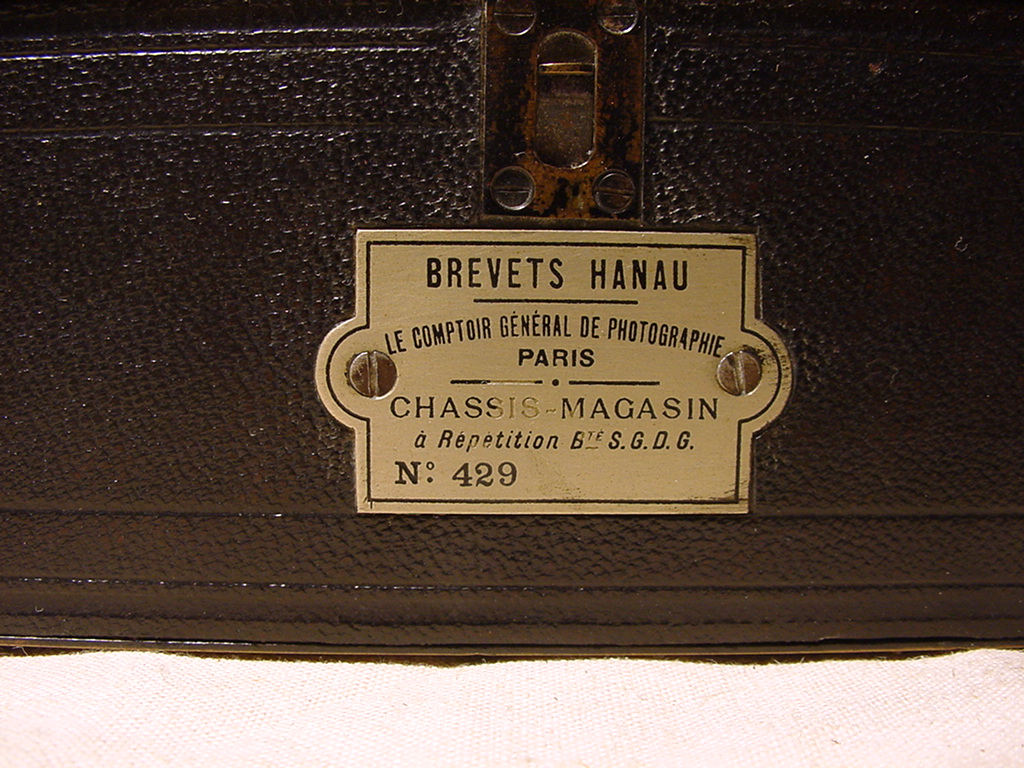 BREVETS HANAU
LE COMPTOIR GÉNÉRAL DE PHOTOGRAPHIE
PARIS
CHASSIS-MAGASIN
à Répétition BTÉ S.G.D.G.
N° 429